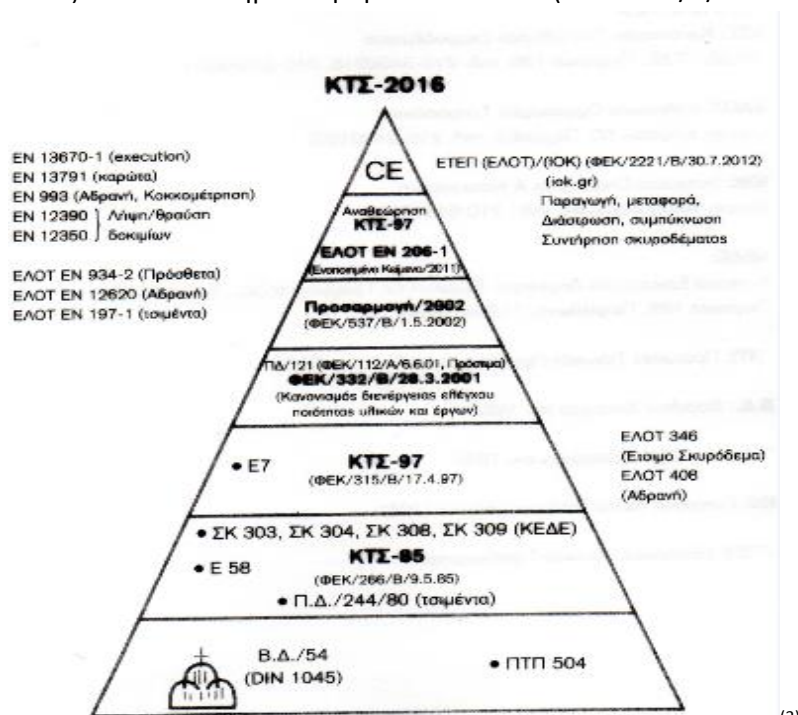 ΚΤΣ-2016
EN 13670-1 (execution)
EN 13791 (καρώτα)
EN 993 (Αδρανή, Κοκκομέτρηση)
EN 12390
EN 12350
Λήψη/θραύση
δοκιμίων
ΕΛΟΤ EN 934-2 (Πρόσθετα)
ΕΛΟΤ EN 12620 (Αδρανή)
ΕΛΟΤ EN 197-1 (τσιμέντα)
CE
ΕΤΕΠ (ΕΛΟΤ)/(ΙΟΚ) (ΦΕΚ/2221/Β/30.7.2012)
(iok.gr)
Παραγωγή, μεταφορά,
Διάστρωση, συμπύκνωση
Συντήρηση σκυροδέματος
Αναθεώρηση
ΚΤΣ-97
ΕΛΟΤ EN 206-1
(Ενοποιημένο Κείμενο/2011)
Προσαρμογή/2002
(ΦΕΚ/537/Β/1.5.2002)
ΠΔ/121 (ΦΕΚ/112/Α/6.6.01, Πρόστιμα)
ΦΕΚ/332/Β/28.3.2001
(Κανονισμός διενέργειας ελέγχου
ποιότητας υλικών και έργων)
• Ε7
ΚΤΣ-97
(ΦΕΚ/315/Β/17.4.97)
ΕΛΟΤ 346
(Έτοιμο Σκυρόδεμα)
ΕΛΟΤ 408
(Αδρανή)
• ΣΚ 303, ΣΚ 304, ΣΚ 308, ΣΚ 309 (ΚΕΔΕ)
ΚΤΣ-85
• Ε 58
(ΦΕΚ/266/Β/9.5.85)
• Π.Δ./244/80 (τσιμέντα)
Β.Δ./54
(DIN 1045)
• ΠΤΠ 504
(2)